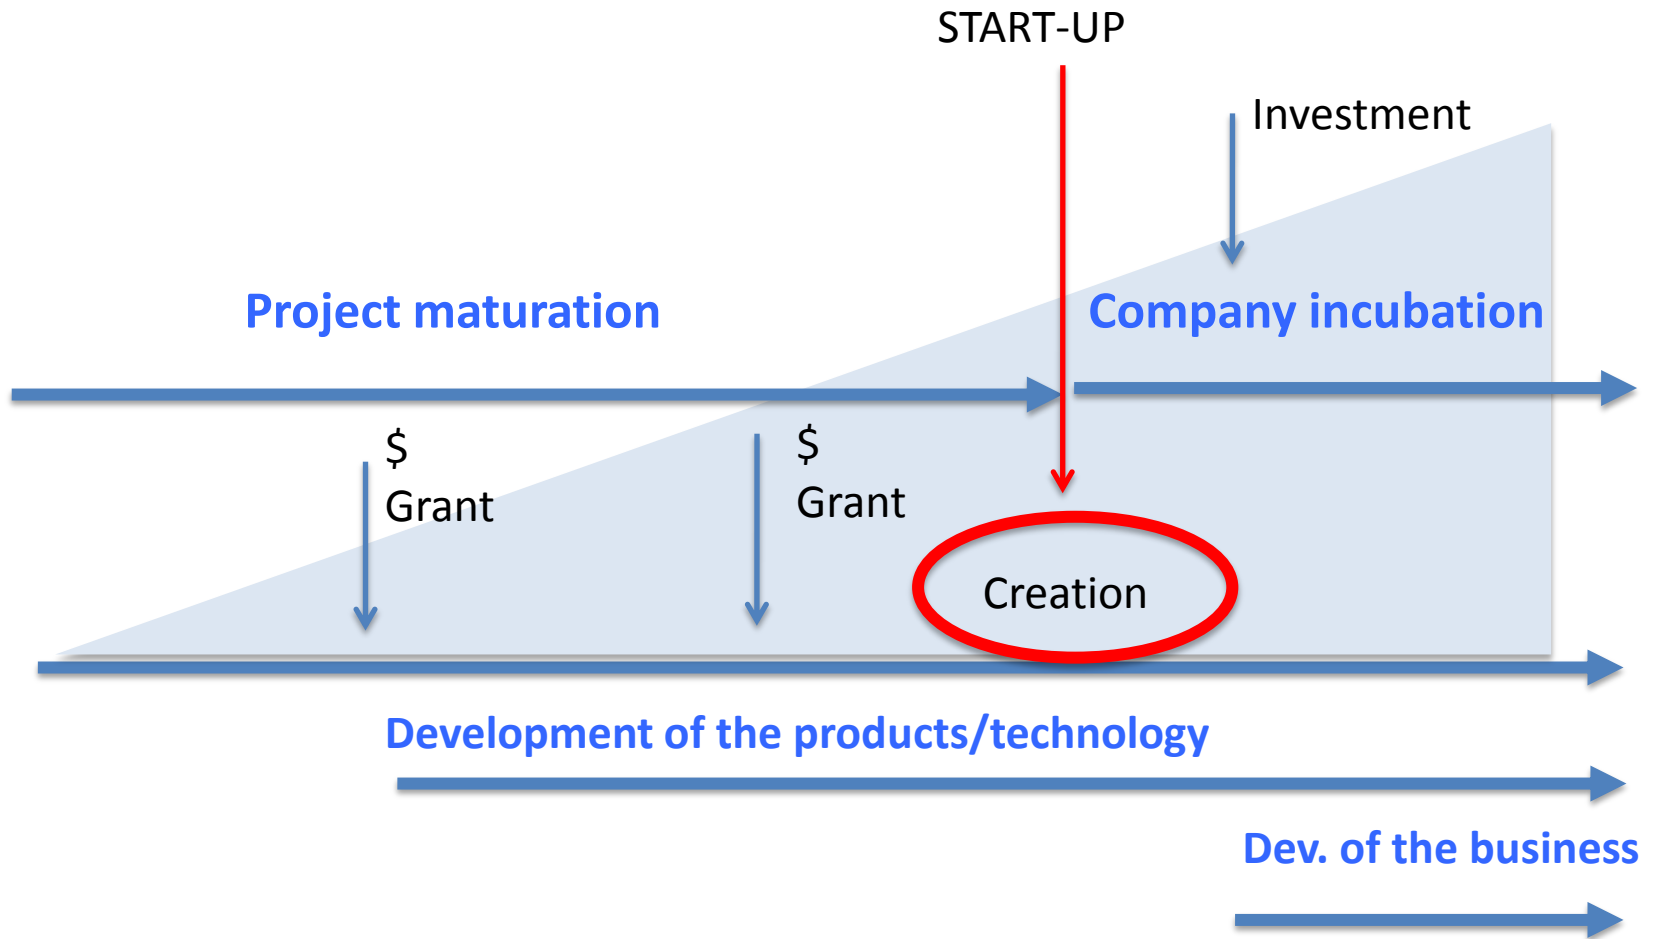 START-UP
Investment
Project maturation
Company incubation
$
Grant
$
Grant
Creation
Development of the products/technology
Dev. of the business